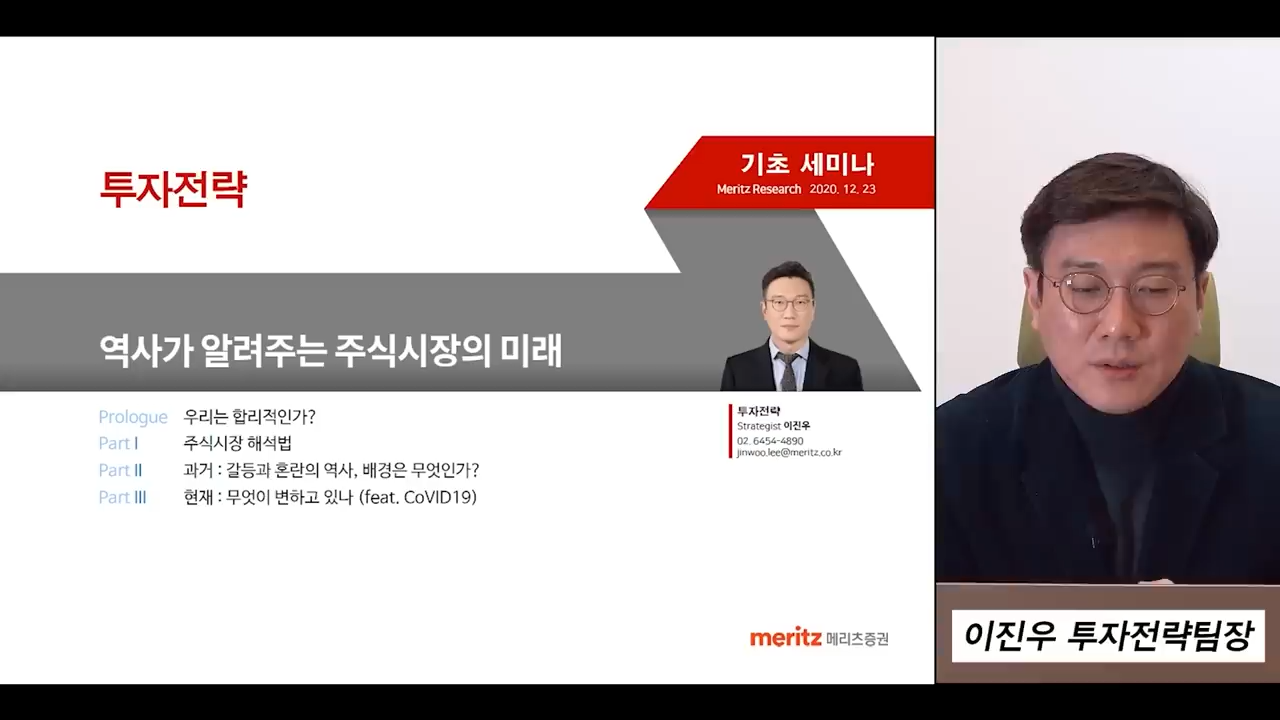 투자전략
기초 세미나
Meritz Research 2020. 12. 23
역사가 알려주는 주식시장의 미래
Prologue 우리는 합리적인가?
Part I 주식시장 해석법
Part II 과거 : 갈등과 혼란의 역사, 배경은 무엇인가?
Part III 현재 : 무엇이 변하고 있나 (feat. CoVID19)
투자전략
Strategist 이진우
02. 6454-4890
jinwoo.lee@meritz.co.kr
meritz 메리츠증권
이진우 투자전략팀장